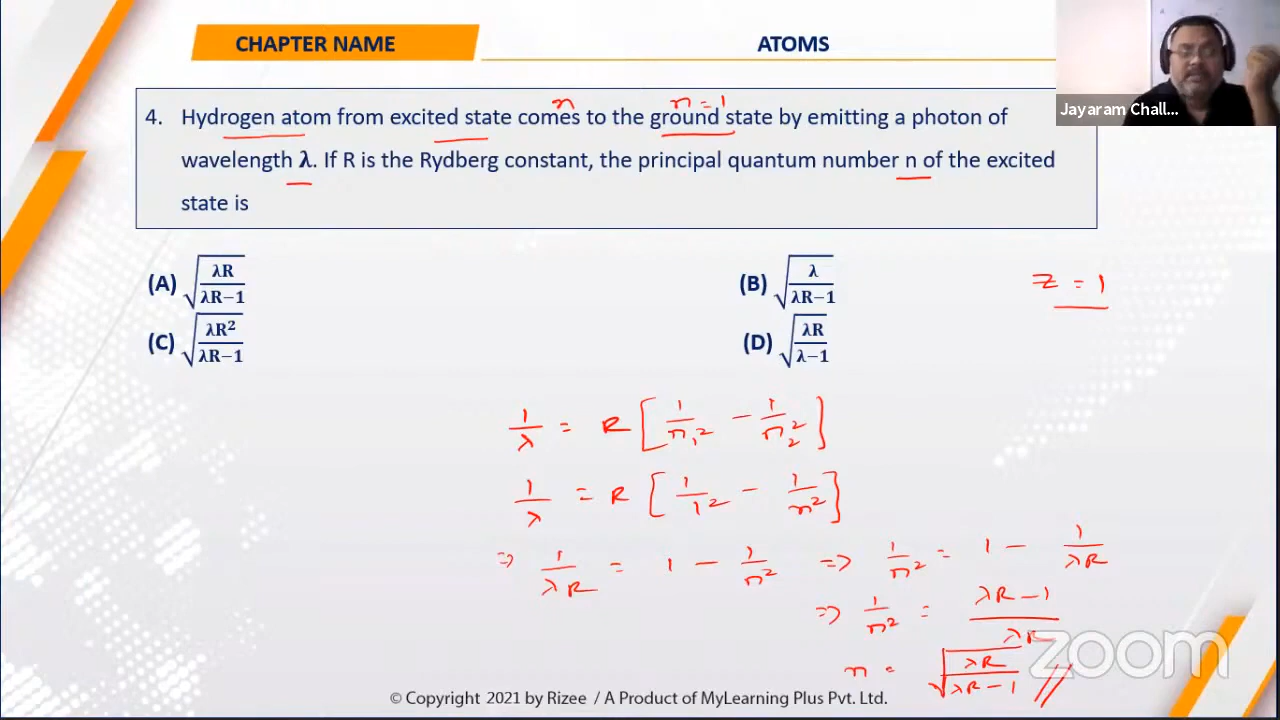 CHAPTER NAME
ATOMS
n n = 1
4. Hydrogen atom from excited state comes to the ground state by emitting a photon of
wavelength λ. If R is the Rydberg constant, the principal quantum number n of the excited
state is
Jayaram Chall...
(A) √(λR/(λR−1))
(B) √(λ/(λR−1))
Z = 1
(C) √(λR²/(λR−1))
(D) √(λR/(λ−1))
1/λ = R [1/n₁² − 1/n₂²]
1/λ = R [1/1² − 1/n²]
⇒ 1/λR = 1 − 1/n² ⇒ 1/n² = 1 − 1/λR
⇒ 1/n² = (λR − 1)/λR
n = √(λR/(λR − 1)) //
zoom
© Copyright 2021 by Rizee / A Product of MyLearning Plus Pvt. Ltd.